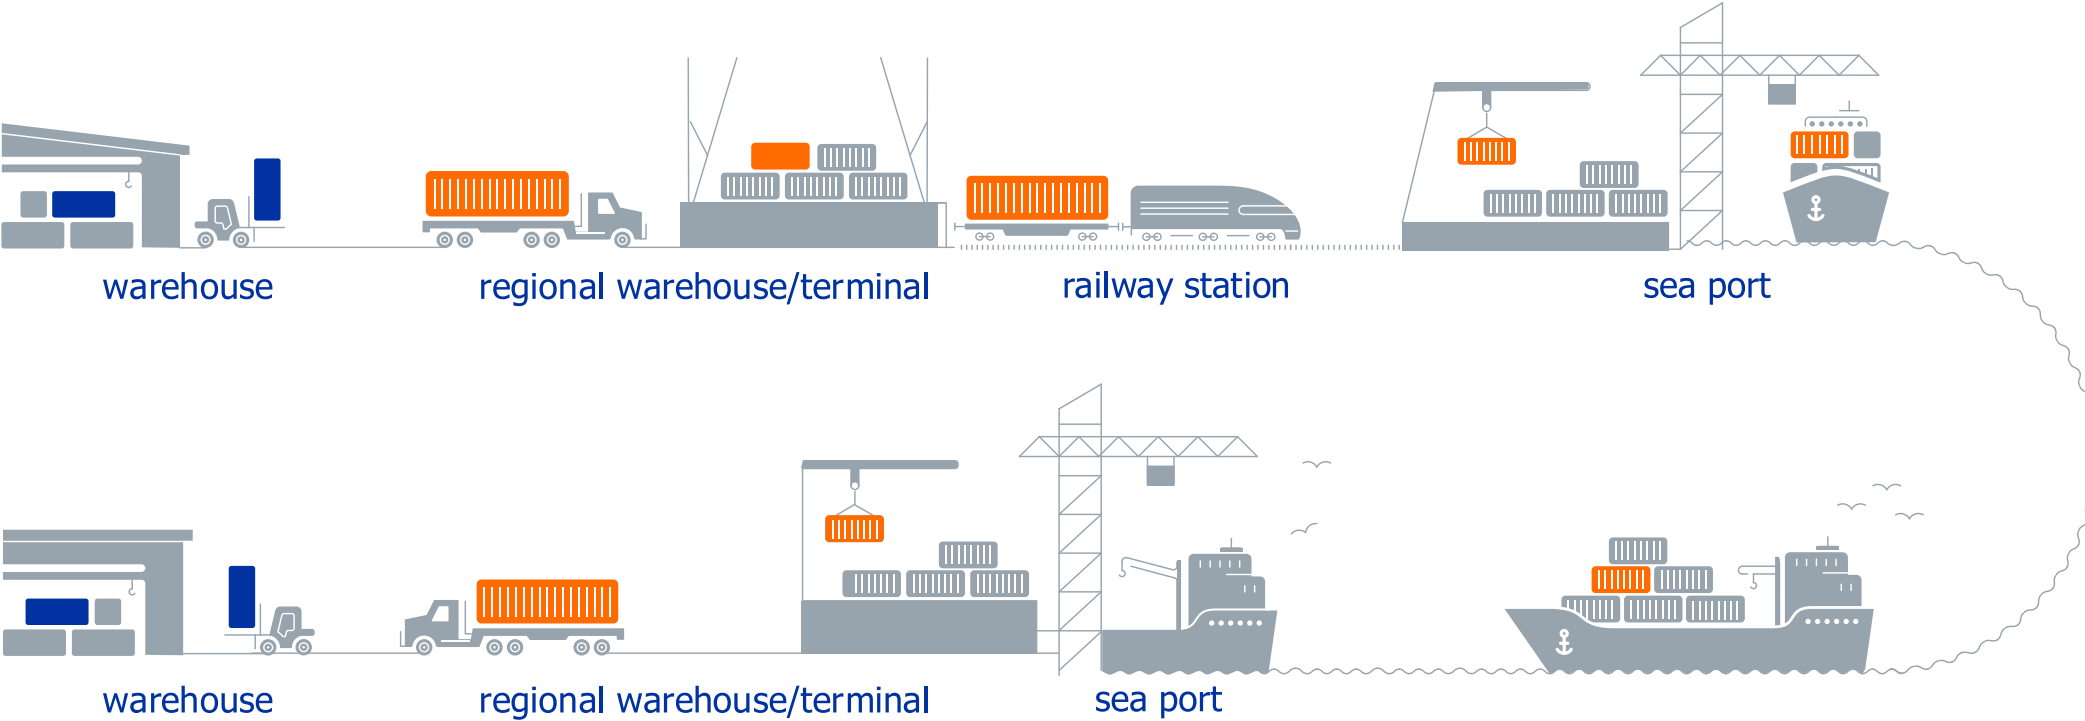 warehouse
regional warehouse/terminal
railway station
sea port
warehouse
regional warehouse/terminal
sea port